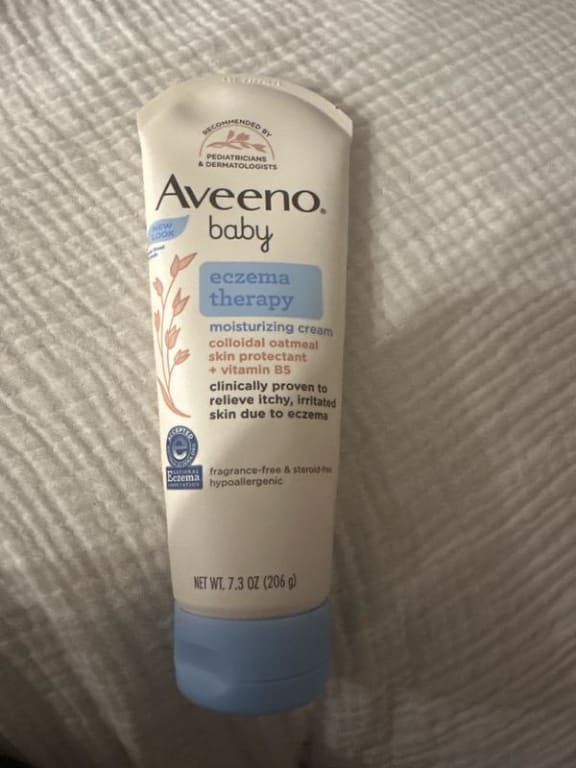 RECOMMENDED BY
PEDIATRICIANS
& DERMATOLOGISTS
Aveeno®
baby
NEW
LOOK
eczema
therapy
moisturizing cream
colloidal oatmeal
skin protectant
+ vitamin B5
clinically proven to
relieve itchy, irritated
skin due to eczema
ACCEPTED
e
NATIONAL
Eczema
ASSOCIATION
fragrance-free & steroid-free
hypoallergenic
NET WT. 7.3 OZ (206 g)